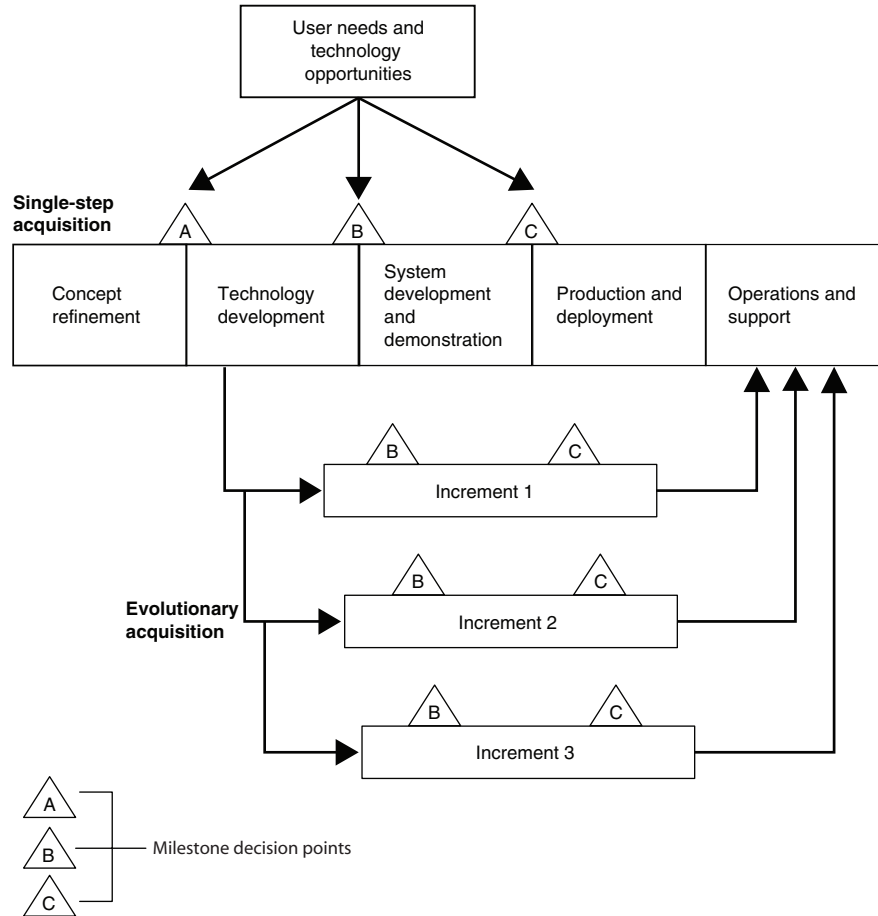 User needs and
technology
opportunities
Single-step
acquisition
A
B
C
Concept
refinement
Technology
development
System
development
and
demonstration
Production and
deployment
Operations and
support
B
C
Increment 1
B
C
Increment 2
Evolutionary
acquisition
B
C
Increment 3
A
B
C
Milestone decision points